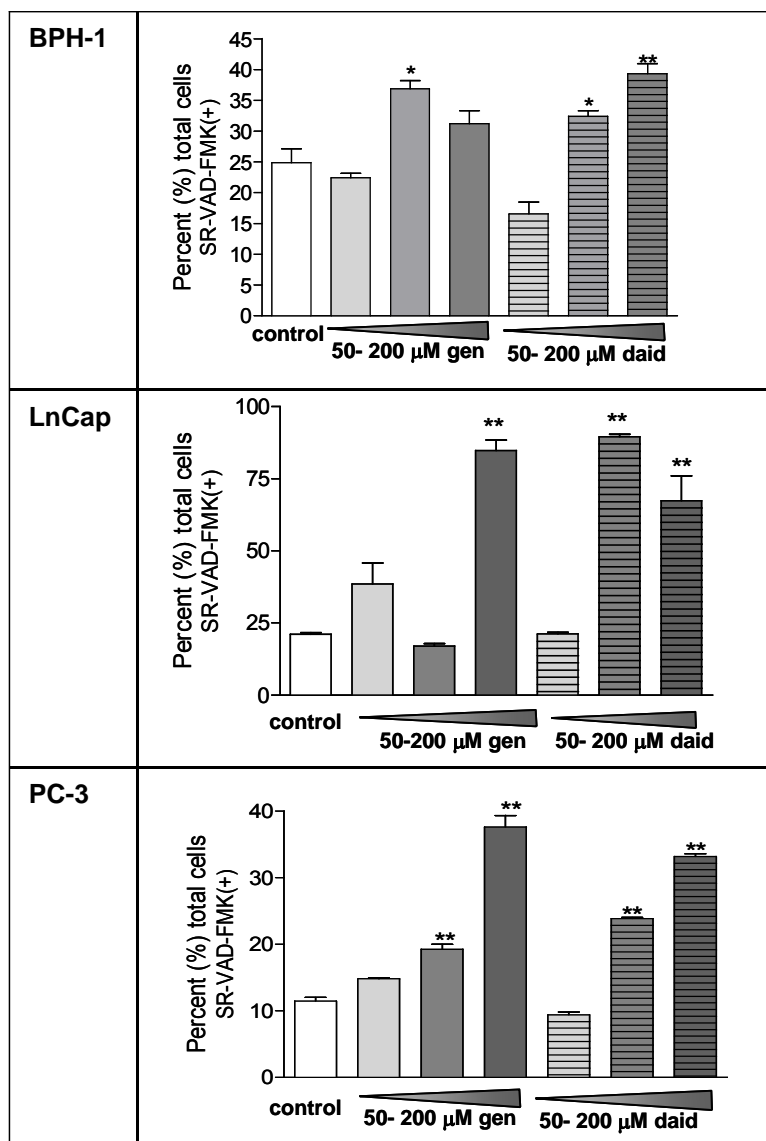 BPH-1
Percent (%) total cells
SR-VAD-FMK(+)
45
40
35
30
25
20
15
10
5
0
*
*
**
control
50- 200 μM gen
50- 200 μM daid
LnCap
Percent (%) total cells
SR-VAD-FMK(+)
100
75
50
25
0
**
**
**
control
50-200 μM gen
50- 200 μM daid
PC-3
Percent (%) total cells
SR-VAD-FMK(+)
40
30
20
10
0
**
**
**
**
control
50- 200 μM gen
50- 200 μM daid